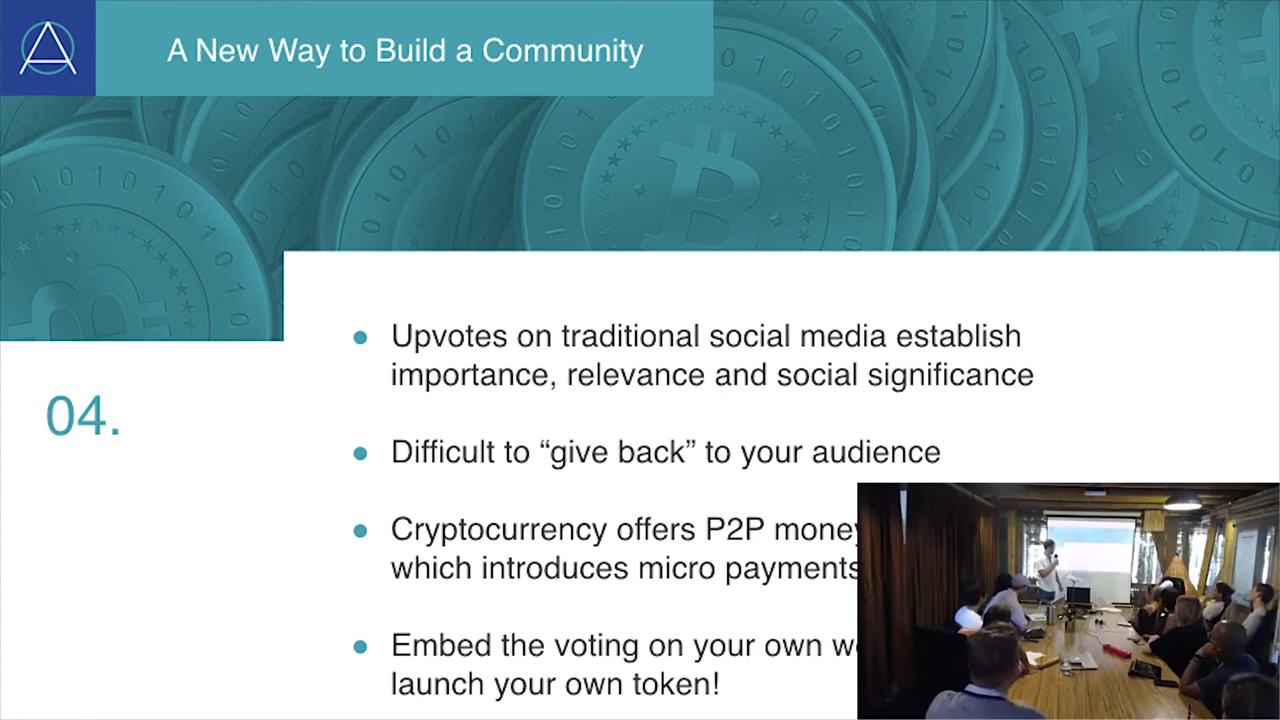 A New Way to Build a Community
04.
● Upvotes on traditional social media establish
importance, relevance and social significance
● Difficult to “give back” to your audience
● Cryptocurrency offers P2P money
which introduces micro payments
● Embed the voting on your own
launch your own token!